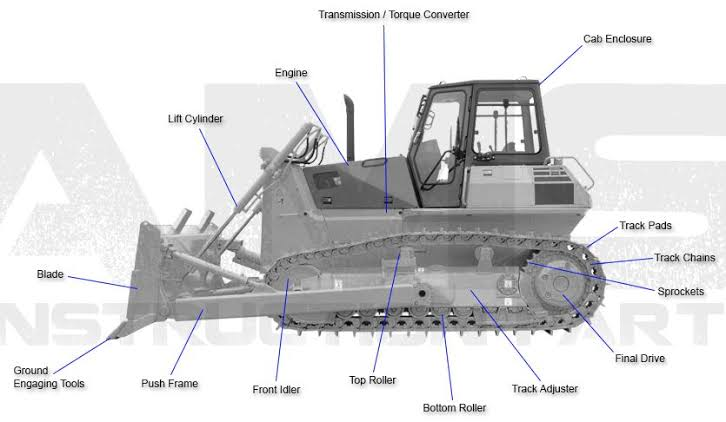 Transmission / Torque Converter
Cab Enclosure
Engine
Lift Cylinder
Track Pads
Track Chains
Blade
Sprockets
Ground
Engaging Tools
Push Frame
Front Idler
Top Roller
Bottom Roller
Track Adjuster
Final Drive